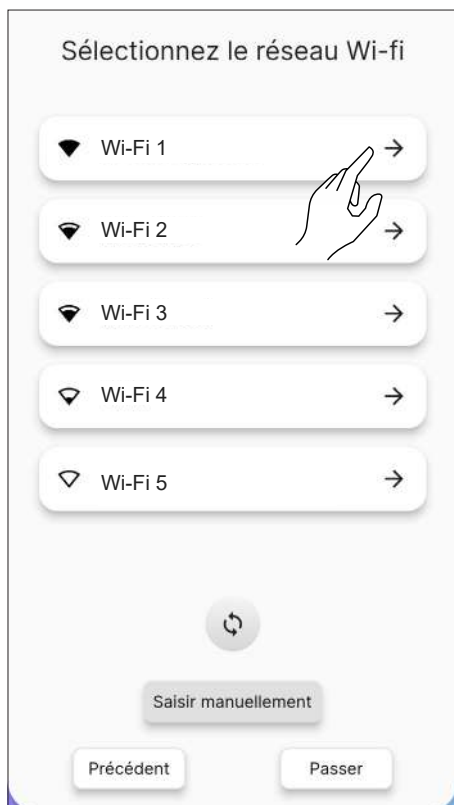 Sélectionnez le réseau Wi-fi
Wi-Fi 1
Wi-Fi 2
Wi-Fi 3
Wi-Fi 4
Wi-Fi 5
Saisir manuellement
Précédent
Passer